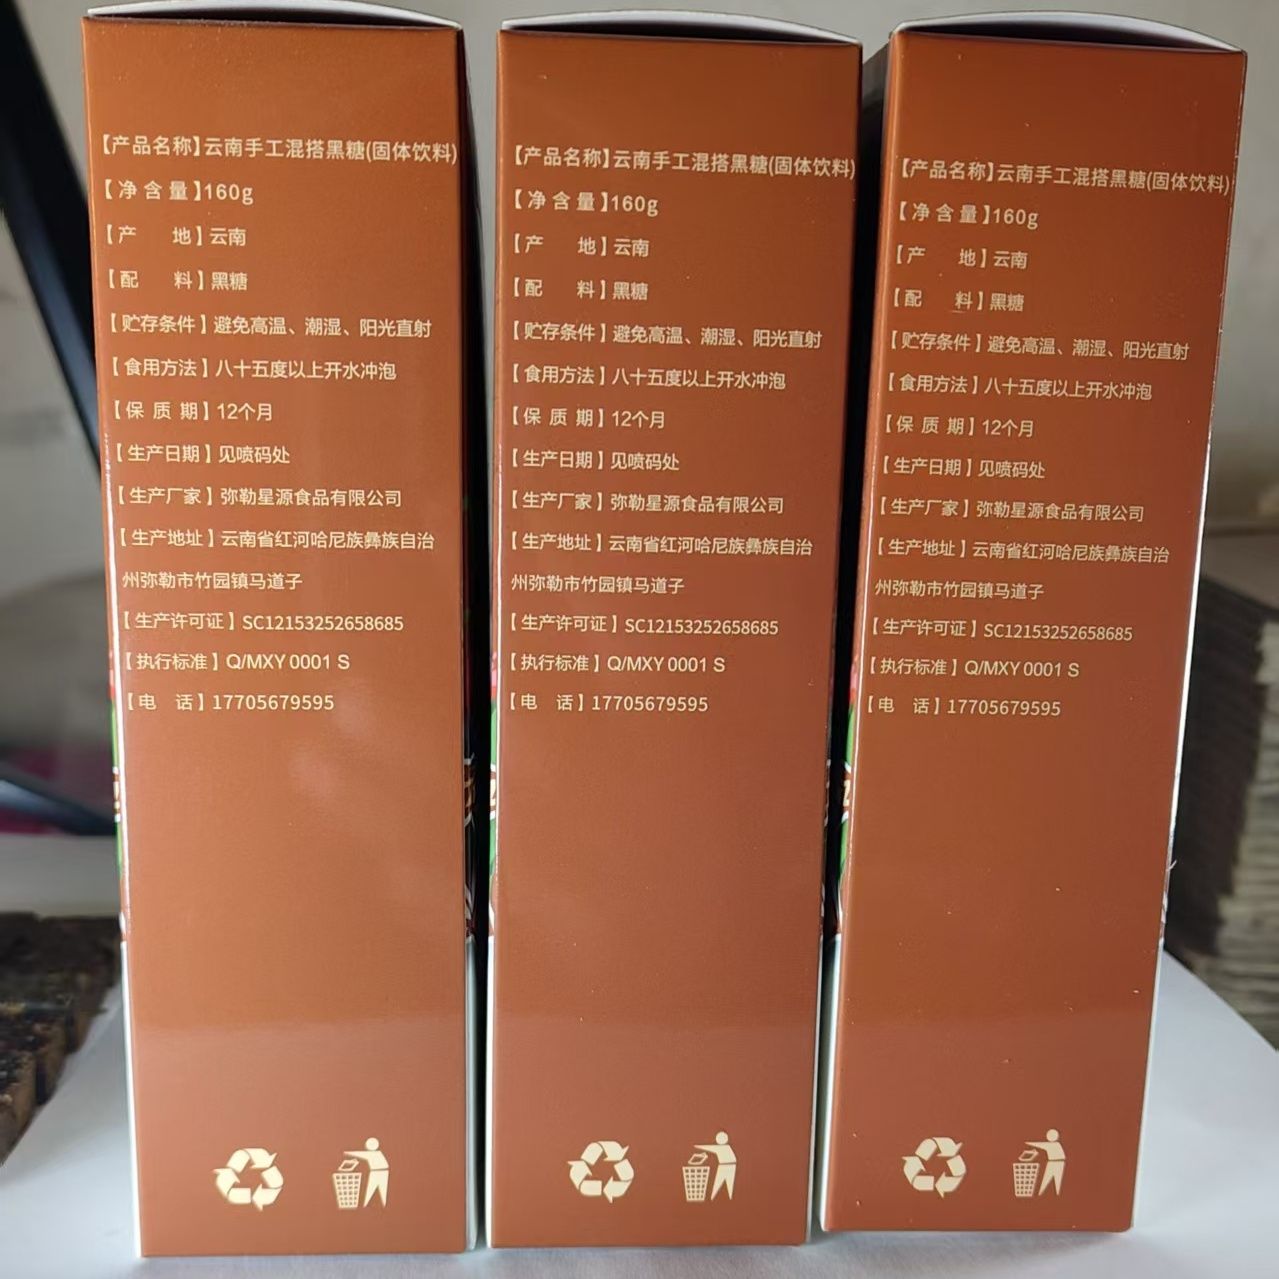 【产品名称】云南手工混搭黑糖(固体饮料)
【净含量】160g
【产 地】云南
【配 料】黑糖
【贮存条件】避免高温、潮湿、阳光直射
【食用方法】八十五度以上开水冲泡
【保质期】12个月
【生产日期】见喷码处
【生产厂家】弥勒星源食品有限公司
【生产地址】云南省红河哈尼族彝族自治
州弥勒市竹园镇马道子
【生产许可证】SC12153252658685
【执行标准】Q/MXY 0001 S
【电 话】17705679595
【产品名称】云南手工混搭黑糖(固体饮料)
【净含量】160g
【产 地】云南
【配 料】黑糖
【贮存条件】避免高温、潮湿、阳光直射
【食用方法】八十五度以上开水冲泡
【保质期】12个月
【生产日期】见喷码处
【生产厂家】弥勒星源食品有限公司
【生产地址】云南省红河哈尼族彝族自治
州弥勒市竹园镇马道子
【生产许可证】SC12153252658685
【执行标准】Q/MXY 0001 S
【电 话】17705679595
【产品名称】云南手工混搭黑糖(固体饮料)
【净含量】160g
【产 地】云南
【配 料】黑糖
【贮存条件】避免高温、潮湿、阳光直射
【食用方法】八十五度以上开水冲泡
【保质期】12个月
【生产日期】见喷码处
【生产厂家】弥勒星源食品有限公司
【生产地址】云南省红河哈尼族彝族自治
州弥勒市竹园镇马道子
【生产许可证】SC12153252658685
【执行标准】Q/MXY 0001 S
【电 话】17705679595